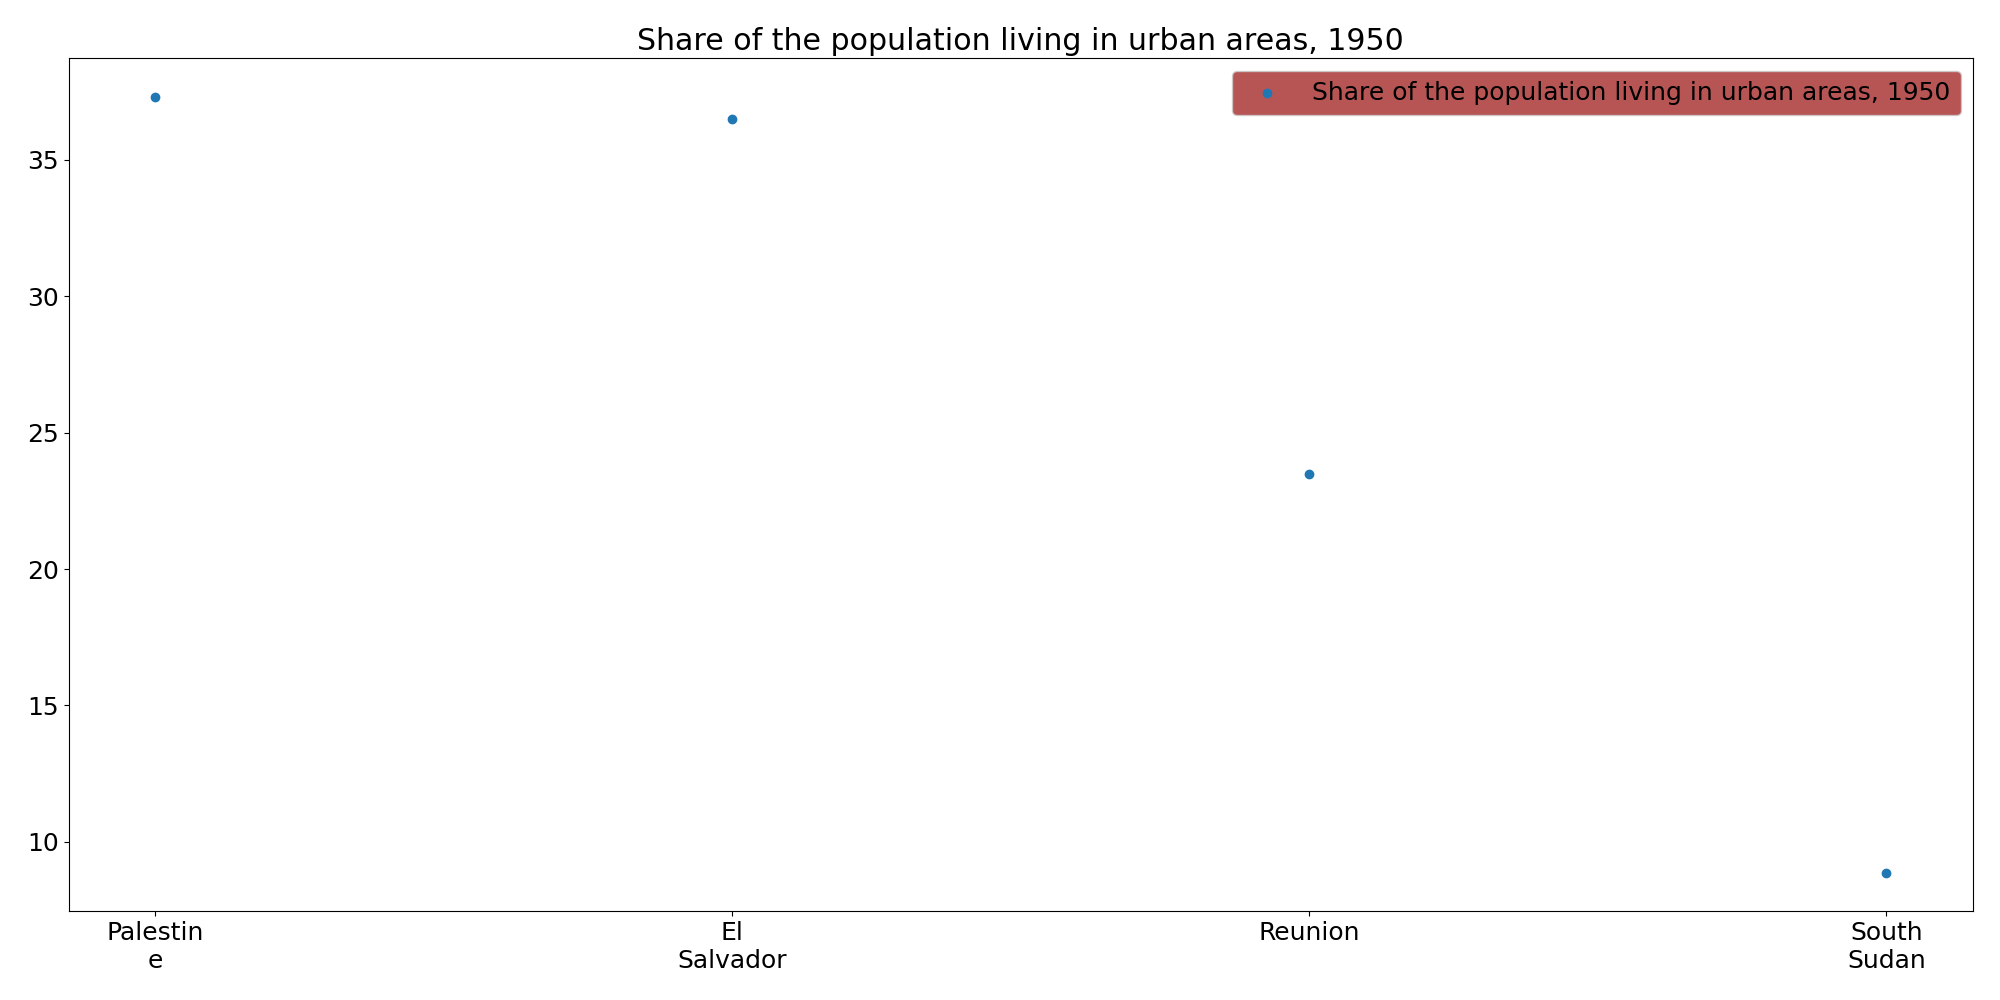 Share of the population living in urban areas, 1950
Share of the population living in urban areas, 1950
35
30
25
20
15
10
Palestin
e
El
Salvador
Reunion
South
Sudan